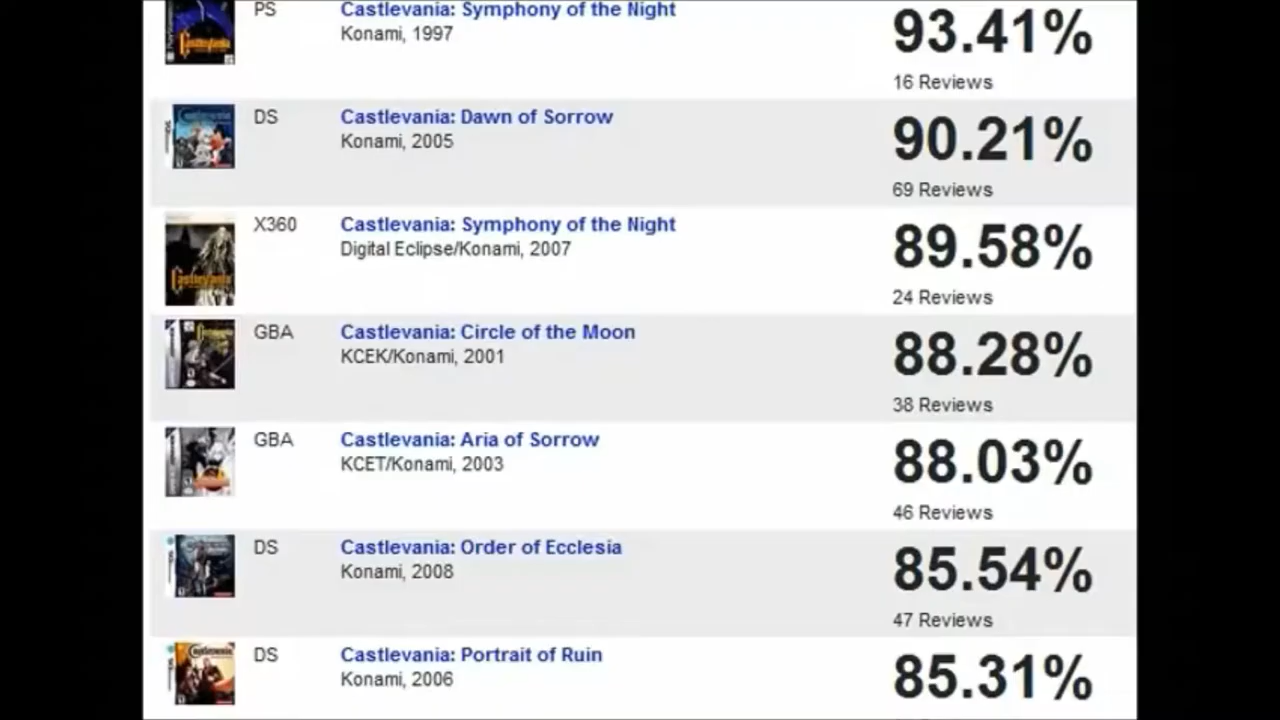 PS
Castlevania: Symphony of the Night
Konami, 1997
93.41%
16 Reviews
DS
Castlevania: Dawn of Sorrow
Konami, 2005
90.21%
69 Reviews
X360
Castlevania: Symphony of the Night
Digital Eclipse/Konami, 2007
89.58%
24 Reviews
GBA
Castlevania: Circle of the Moon
KCEK/Konami, 2001
88.28%
38 Reviews
GBA
Castlevania: Aria of Sorrow
KCET/Konami, 2003
88.03%
46 Reviews
DS
Castlevania: Order of Ecclesia
Konami, 2008
85.54%
47 Reviews
DS
Castlevania: Portrait of Ruin
Konami, 2006
85.31%